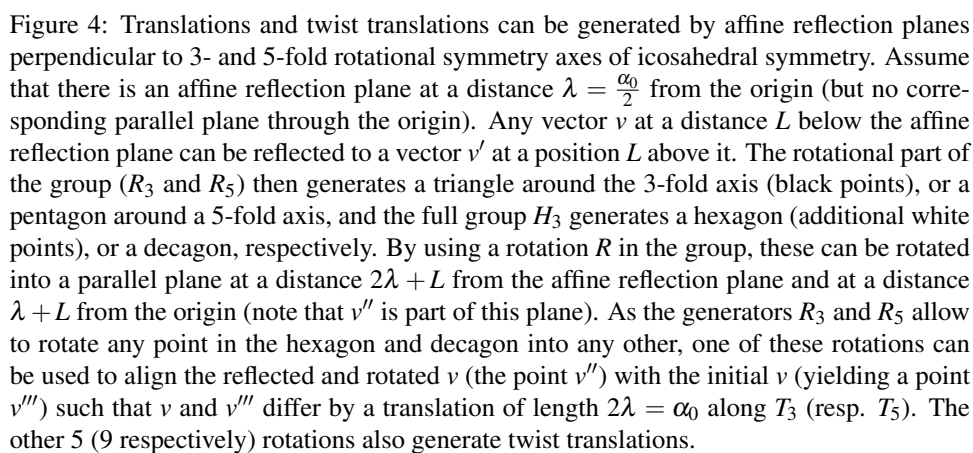 Figure 4: Translations and twist translations can be generated by affine reflection planes
perpendicular to 3- and 5-fold rotational symmetry axes of icosahedral symmetry. Assume
that there is an affine reflection plane at a distance λ = α₀/2 from the origin (but no corre-
sponding parallel plane through the origin). Any vector v at a distance L below the affine
reflection plane can be reflected to a vector v′ at a position L above it. The rotational part of
the group (R₃ and R₅) then generates a triangle around the 3-fold axis (black points), or a
pentagon around a 5-fold axis, and the full group H₃ generates a hexagon (additional white
points), or a decagon, respectively. By using a rotation R in the group, these can be rotated
into a parallel plane at a distance 2λ + L from the affine reflection plane and at a distance
λ + L from the origin (note that v′′ is part of this plane). As the generators R₃ and R₅ allow
to rotate any point in the hexagon and decagon into any other, one of these rotations can
be used to align the reflected and rotated v (the point v′′) with the initial v (yielding a point
v′′′) such that v and v′′′ differ by a translation of length 2λ = α₀ along T₃ (resp. T₅). The
other 5 (9 respectively) rotations also generate twist translations.